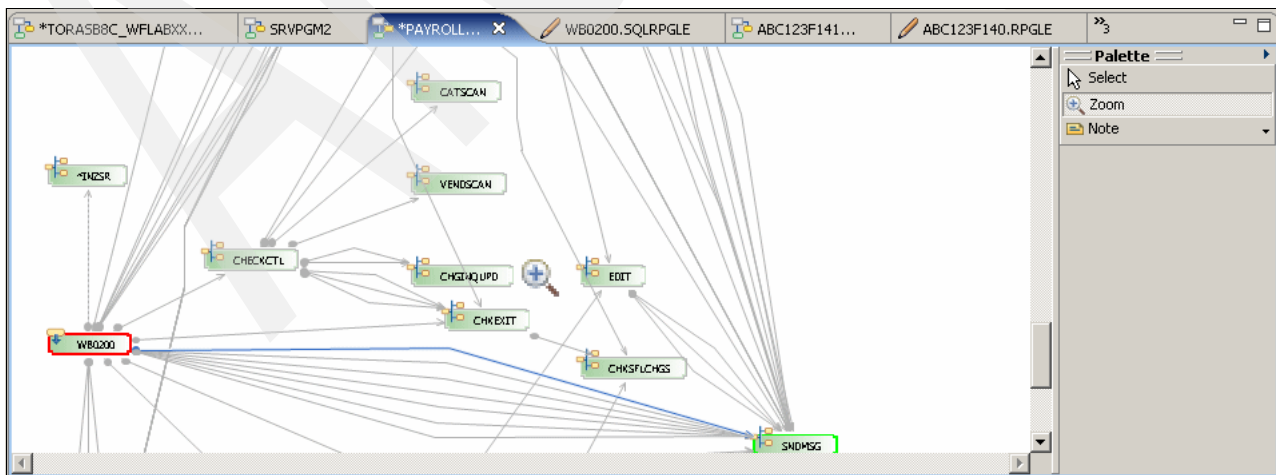 *TORASB8C_WFLABXX...
SRVPGM2
*PAYROLL...
WB0200.SQLRPGLE
ABC123F141...
ABC123F140.RPGLE
»3
Palette
Select
Zoom
Note
CATSCAN
*INZSR
VENDSCAN
CHECKCTL
CHGINQUPD
EDIT
CHKEXIT
WB0200
CHKSFLCHGS
SNDMSG